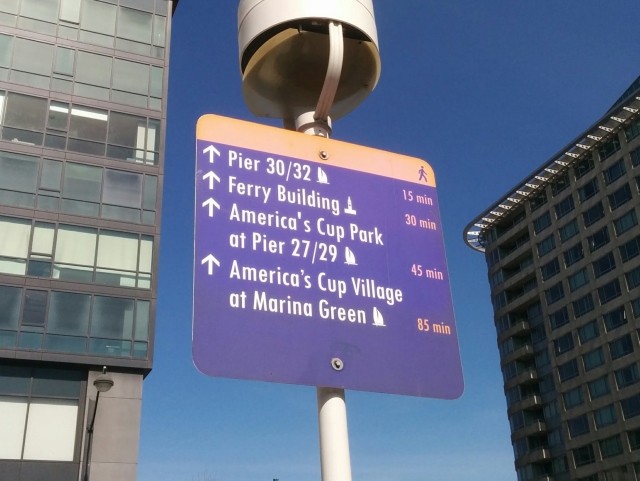 Pier 30/32 15 min
Ferry Building 30 min
America's Cup Park
at Pier 27/29 45 min
America's Cup Village
at Marina Green 85 min